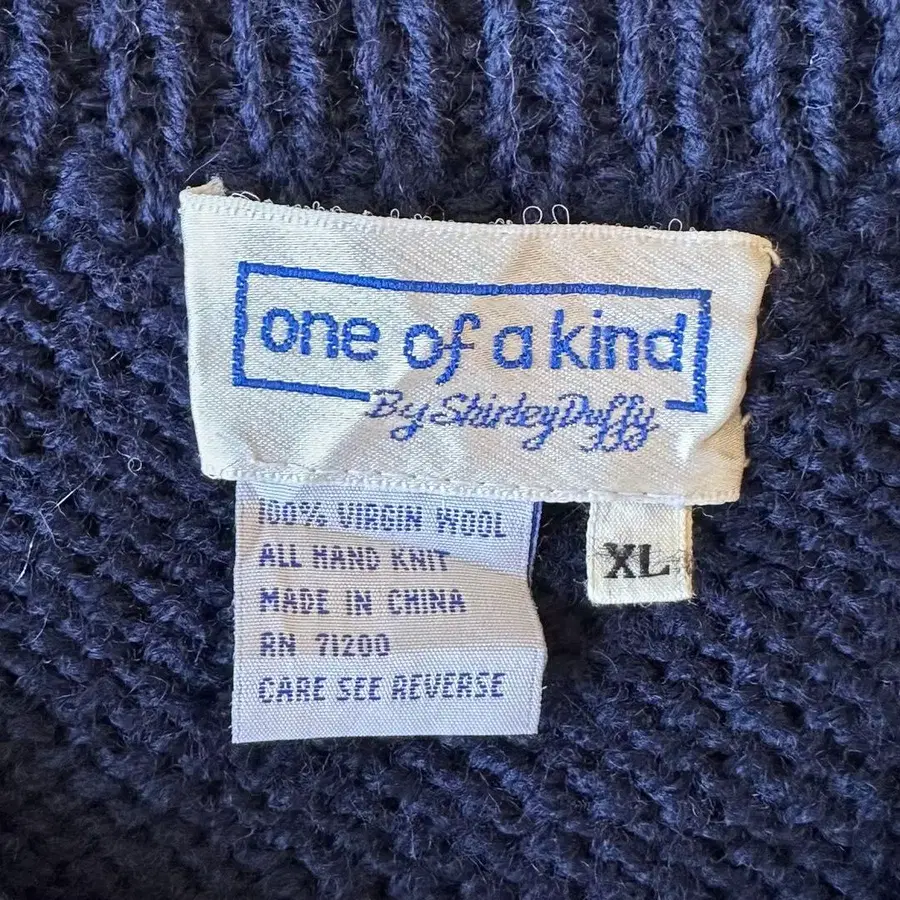 one of a kind
By Shirley Duffy
100% VIRGIN WOOL
ALL HAND KNIT
MADE IN CHINA
RN 71200
CARE SEE REVERSE
XL